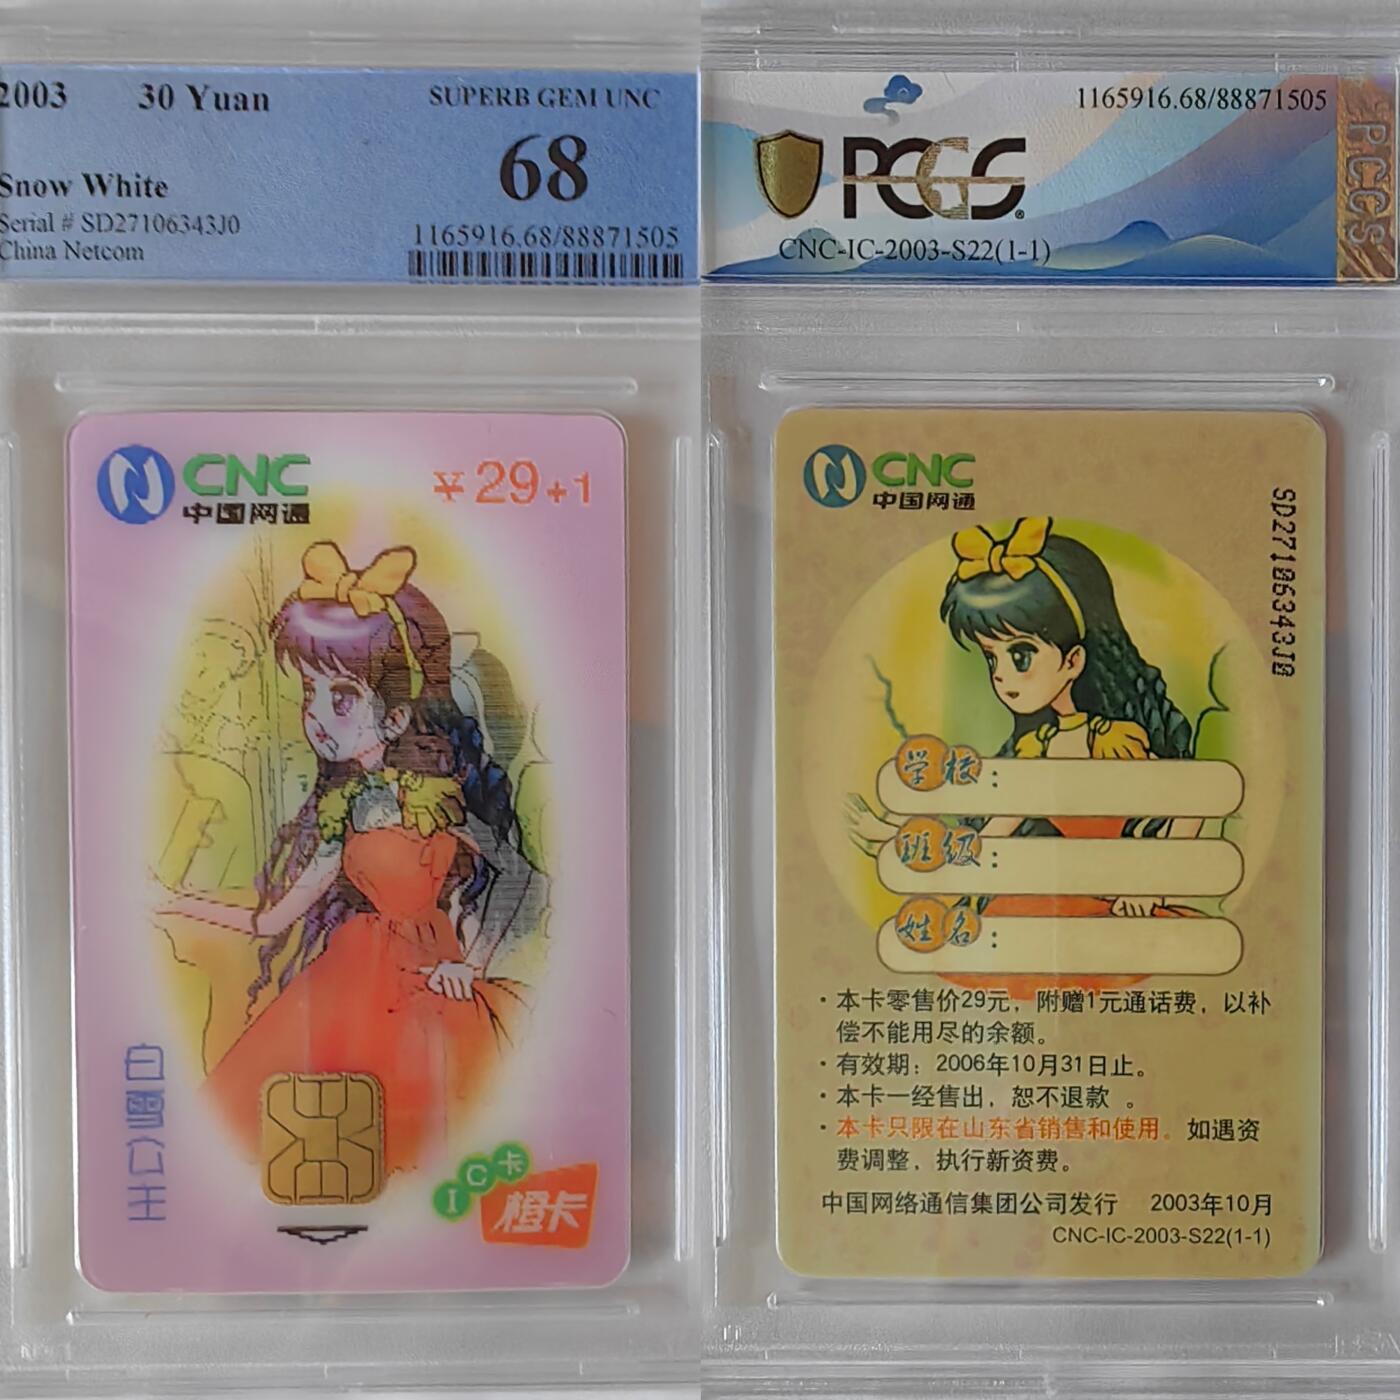 2003 30 Yuan
SUPERB GEM UNC
68
Snow White
Serial # SD27106343J0
China Netcom
1165916.68/88871505
CNC
中国网通
¥29+1
白雪公主
IC卡
橙卡
1165916.68/88871505
PCGS
CNC-IC-2003-S22(1-1)
PCGS
CNC
中国网通
SD27106343J0
学校：
班级：
姓名：
·本卡零售价29元，附赠1元通话费，以补
偿不能用尽的余额。
·有效期：2006年10月31日止。
·本卡一经售出，恕不退款 。
·本卡只限在山东省销售和使用。如遇资
费调整，执行新资费。
中国网络通信集团公司发行 2003年10月
CNC-IC-2003-S22(1-1)